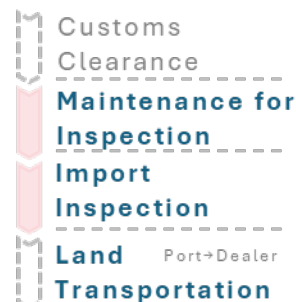 Customs
Clearance
Maintenance for
Inspection
Import
Inspection
Land Port→Dealer
Transportation